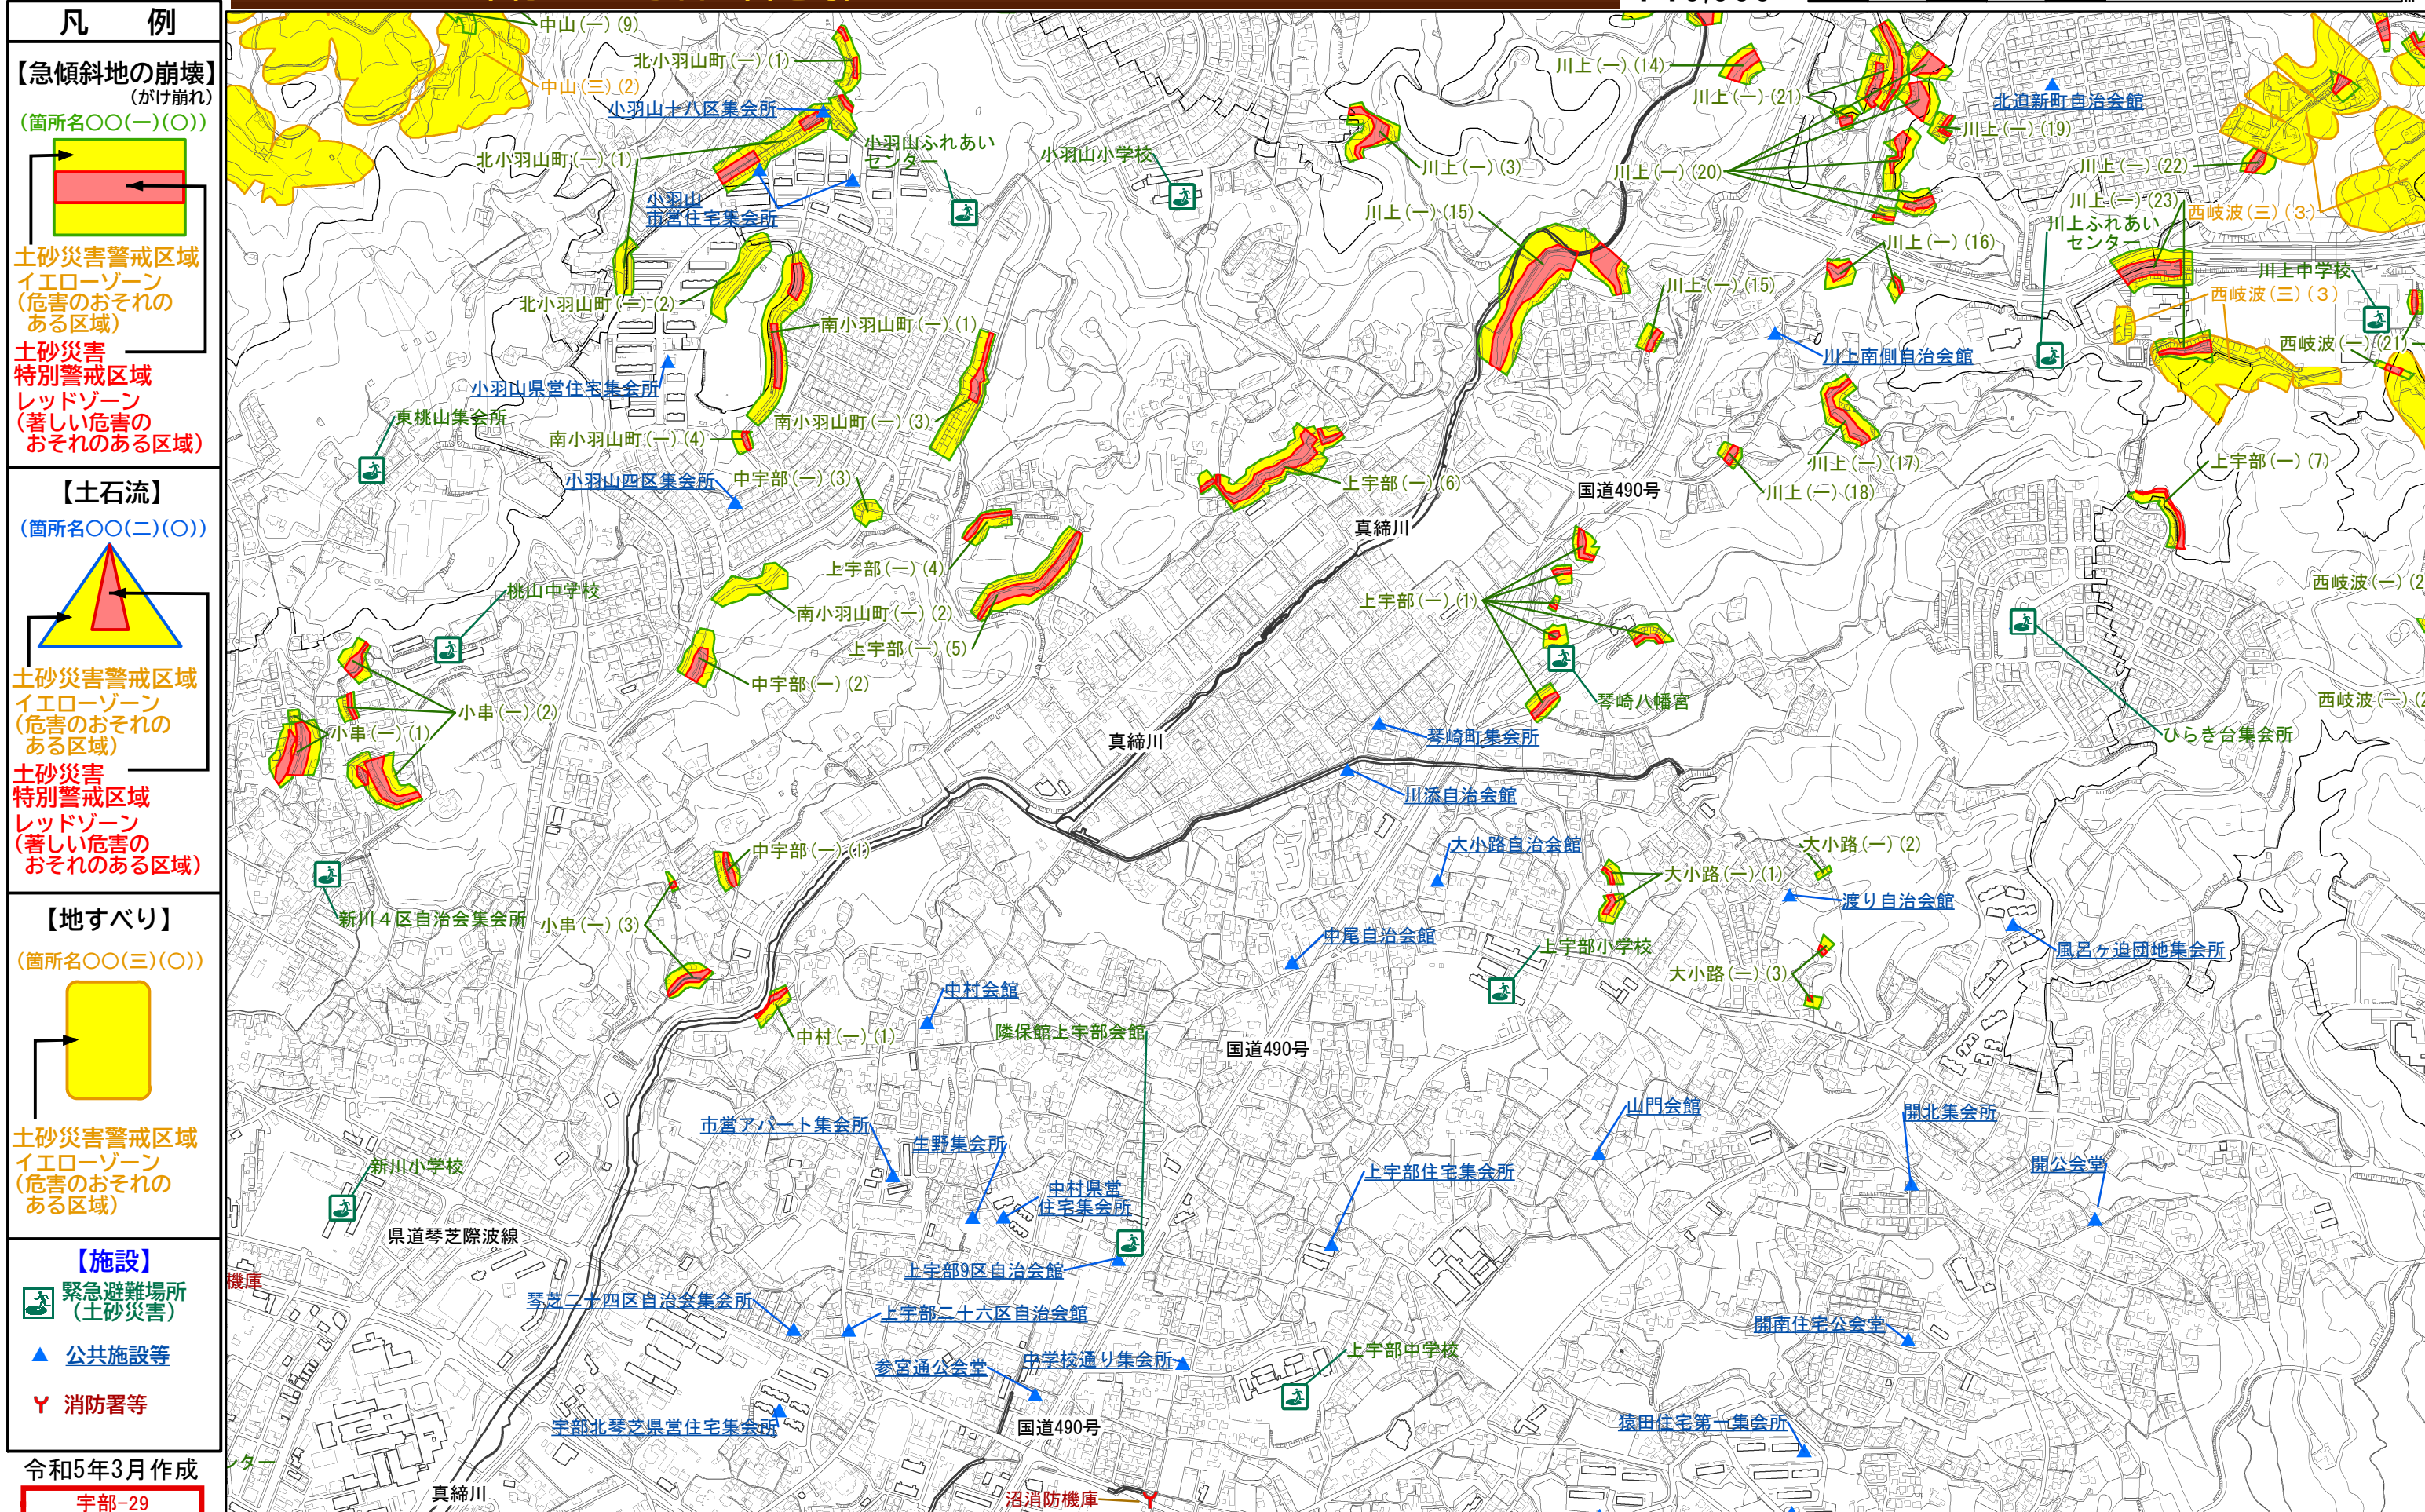 凡 例
【急傾斜地の崩壊】
(がけ崩れ)
(箇所名〇〇(一)(〇))
土砂災害警戒区域
イエローゾーン
(危害のおそれの
ある区域)
土砂災害
特別警戒区域
レッドゾーン
(著しい危害の
おそれのある区域)
【土石流】
(箇所名〇〇(二)(〇))
土砂災害警戒区域
イエローゾーン
(危害のおそれの
ある区域)
土砂災害
特別警戒区域
レッドゾーン
(著しい危害の
おそれのある区域)
【地すべり】
(箇所名〇〇(三)(〇))
土砂災害警戒区域
イエローゾーン
(危害のおそれの
ある区域)
【施設】
緊急避難場所
(土砂災害)
公共施設等
消防署等
令和5年3月作成
宇部-29
中山(一)(9)
北小羽山町(一)(1)
中山(三)(2)
小羽山十八区集会所
北小羽山町(一)(1)
小羽山ふれあい
センター
小羽山小学校
小羽山
市営住宅集会所
北小羽山町(一)(2)
南小羽山町(一)(1)
小羽山県営住宅集会所
東桃山集会所
南小羽山町(一)(3)
南小羽山町(一)(4)
小羽山四区集会所
中宇部(一)(3)
上宇部(一)(4)
桃山中学校
南小羽山町(一)(2)
上宇部(一)(5)
中宇部(一)(2)
小串(一)(2)
小串(一)(1)
川上(一)(14)
川上(一)(21)
北迫新町自治会館
川上(一)(19)
川上(一)(3)
川上(一)(20)
川上(一)(22)
川上(一)(15)
川上(一)(23)
西岐波(三)(3)
川上ふれあい
センター
川上(一)(16)
川上中学校
川上(一)(15)
西岐波(三)(3)
川上南側自治会館
西岐波(一)(21)
上宇部(一)(6)
国道490号
川上(一)(17)
川上(一)(18)
上宇部(一)(7)
真締川
上宇部(一)(1)
西岐波(一)(2
琴崎八幡宮
西岐波(一)(2
ひらき台集会所
真締川
琴崎町集会所
川添自治会館
中宇部(一)(1)
大小路自治会館
大小路(一)(2)
大小路(一)(1)
渡り自治会館
新川4区自治会集会所
小串(一)(3)
中尾自治会館
上宇部小学校
風呂ヶ迫団地集会所
大小路(一)(3)
中村会館
中村(一)(1)
隣保館上宇部会館
国道490号
山門会館
開北集会所
市営アパート集会所
生野集会所
新川小学校
中村県営
住宅集会所
上宇部住宅集会所
開公会堂
県道琴芝際波線
機庫
上宇部9区自治会館
琴芝二十四区自治会集会所
上宇部二十六区自治会館
開南住宅公会堂
上宇部中学校
参宮通公会堂
中学校通り集会所
宇部北琴芝県営住宅集会所
国道490号
猿田住宅第一集会所
ンター
真締川
沼消防機庫